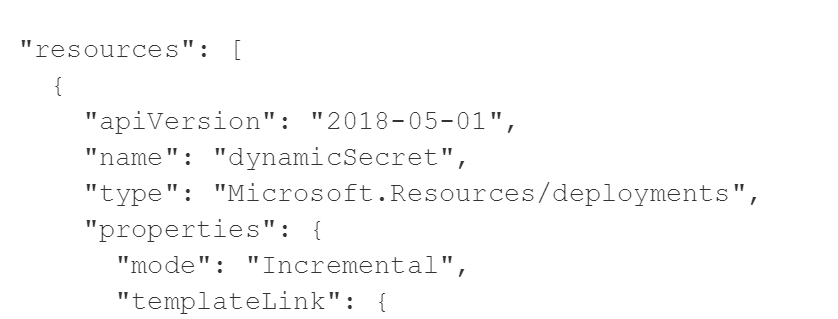 "resources": [
{
"apiVersion": "2018-05-01",
"name": "dynamicSecret",
"type": "Microsoft.Resources/deployments",
"properties": {
"mode": "Incremental",
"templateLink": {